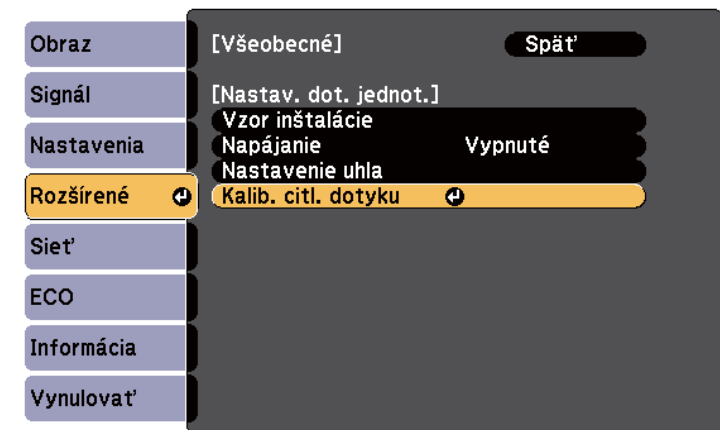 Obraz
Signál
Nastavenia
Rozšírené
Sieť
ECO
Informácia
Vynulovať
[Všeobecné] Späť
[Nastav. dot. jednot.]
Vzor inštalácie
Napájanie Vypnuté
Nastavenie uhla
Kalib. citl. dotyku